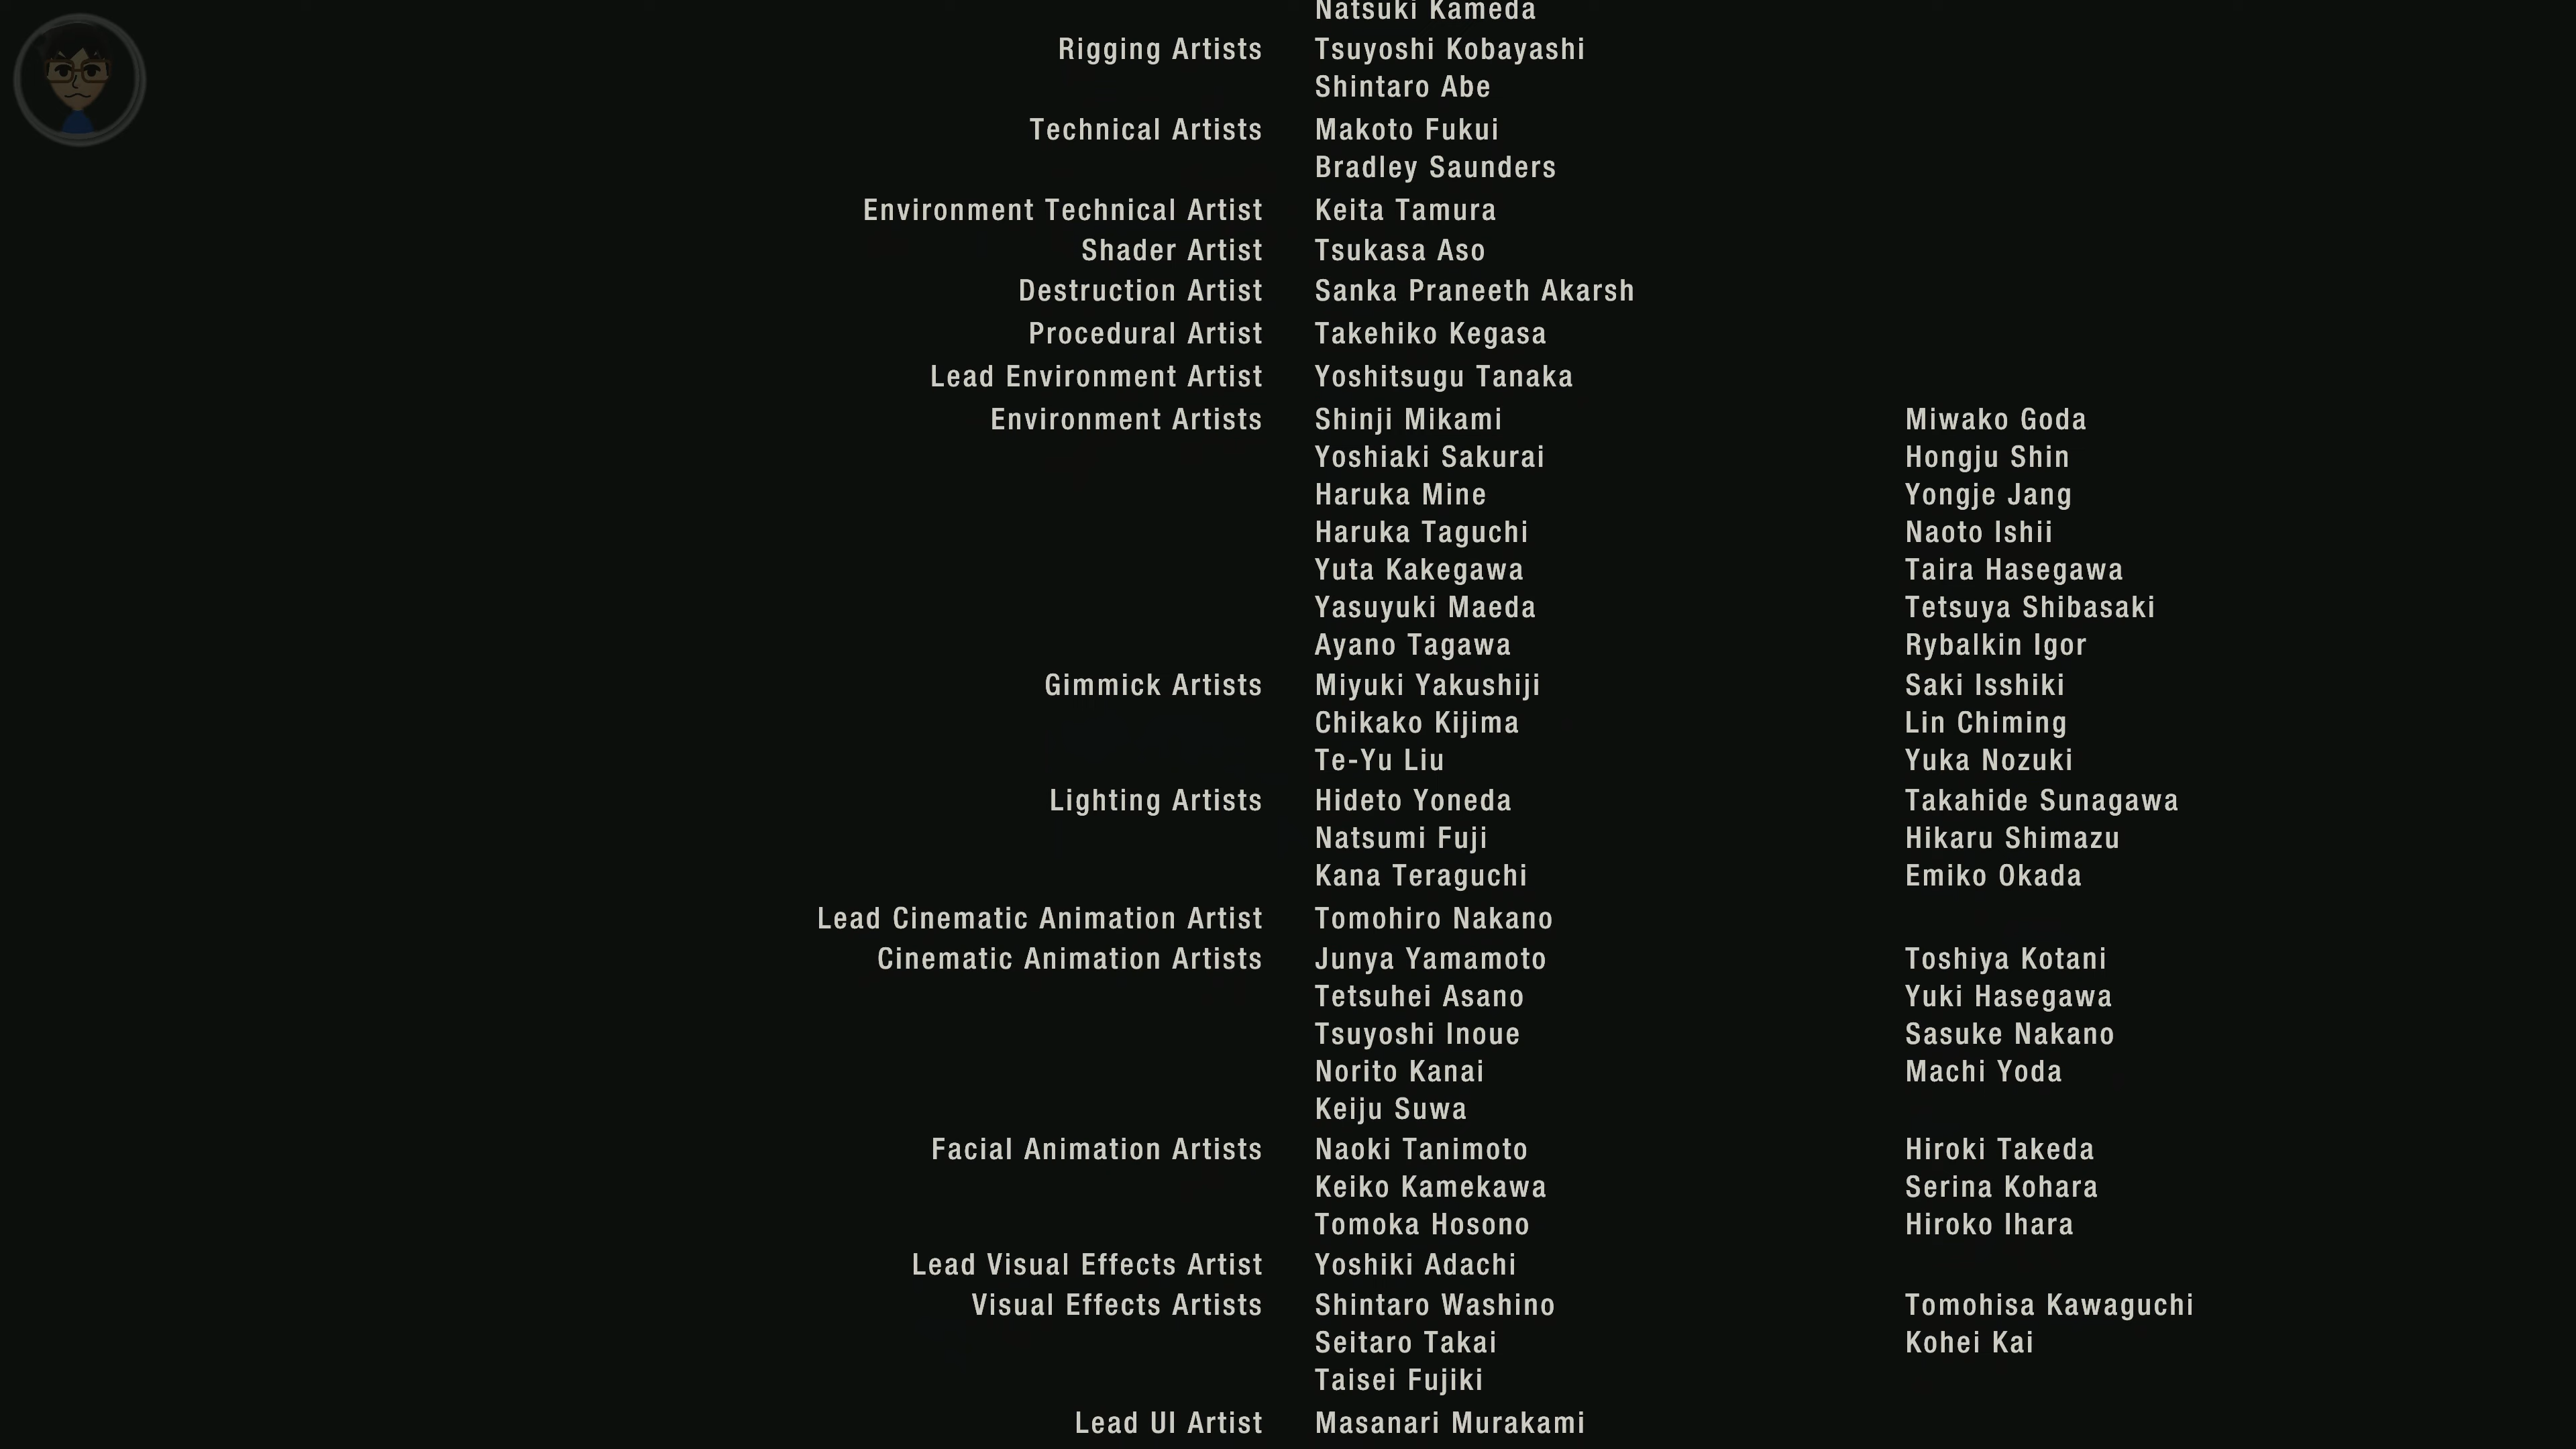 Natsuki Kameda
Rigging Artists Tsuyoshi Kobayashi
Shintaro Abe
Technical Artists Makoto Fukui
Bradley Saunders
Environment Technical Artist Keita Tamura
Shader Artist Tsukasa Aso
Destruction Artist Sanka Praneeth Akarsh
Procedural Artist Takehiko Kegasa
Lead Environment Artist Yoshitsugu Tanaka
Environment Artists Shinji Mikami Miwako Goda
Yoshiaki Sakurai Hongju Shin
Haruka Mine Yongje Jang
Haruka Taguchi Naoto Ishii
Yuta Kakegawa Taira Hasegawa
Yasuyuki Maeda Tetsuya Shibasaki
Ayano Tagawa Rybalkin Igor
Gimmick Artists Miyuki Yakushiji Saki Isshiki
Chikako Kijima Lin Chiming
Te-Yu Liu Yuka Nozuki
Lighting Artists Hideto Yoneda Takahide Sunagawa
Natsumi Fuji Hikaru Shimazu
Kana Teraguchi Emiko Okada
Lead Cinematic Animation Artist Tomohiro Nakano
Cinematic Animation Artists Junya Yamamoto Toshiya Kotani
Tetsuhei Asano Yuki Hasegawa
Tsuyoshi Inoue Sasuke Nakano
Norito Kanai Machi Yoda
Keiju Suwa
Facial Animation Artists Naoki Tanimoto Hiroki Takeda
Keiko Kamekawa Serina Kohara
Tomoka Hosono Hiroko Ihara
Lead Visual Effects Artist Yoshiki Adachi
Visual Effects Artists Shintaro Washino Tomohisa Kawaguchi
Seitaro Takai Kohei Kai
Taisei Fujiki
Lead UI Artist Masanari Murakami